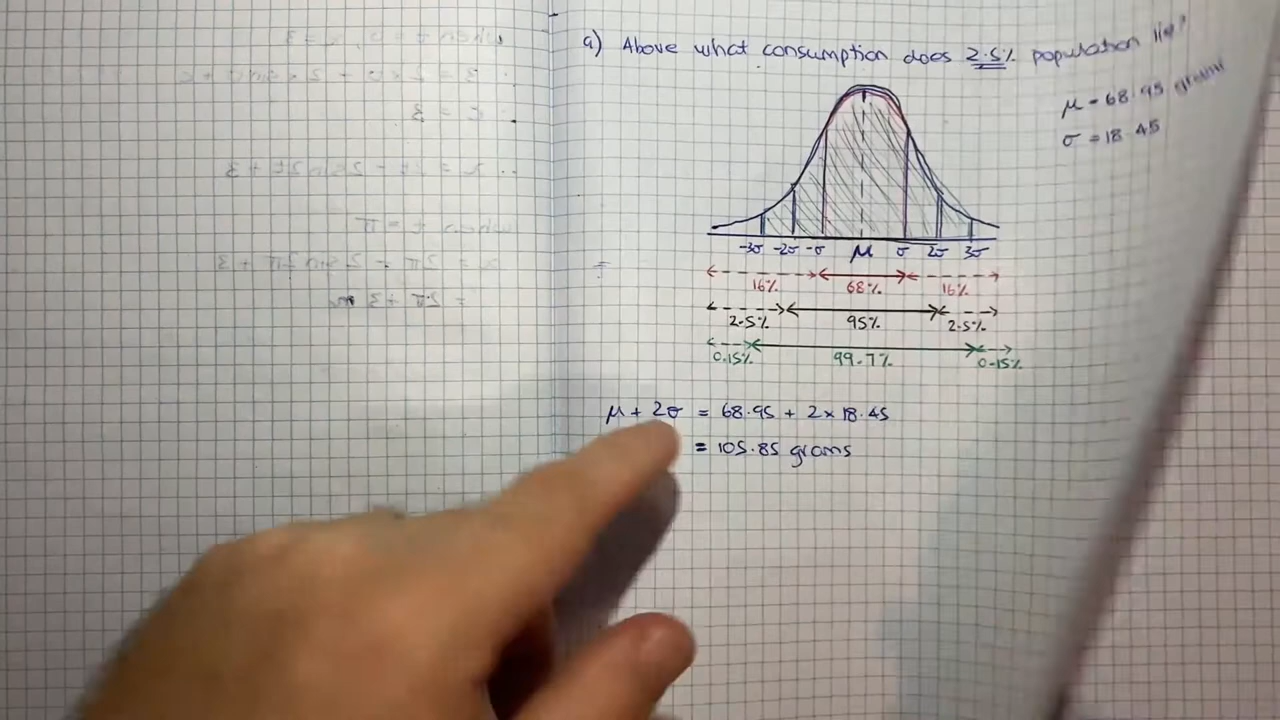 a) Above what consumption does 2.5% population lie?
μ = 68.95 grams
σ = 18.45
-3σ -2σ -σ μ σ 2σ 3σ
16% 68% 16%
2.5% 95% 2.5%
0.15% 99.7% 0.15%
μ + 2σ = 68.95 + 2 x 18.45
= 105.85 grams